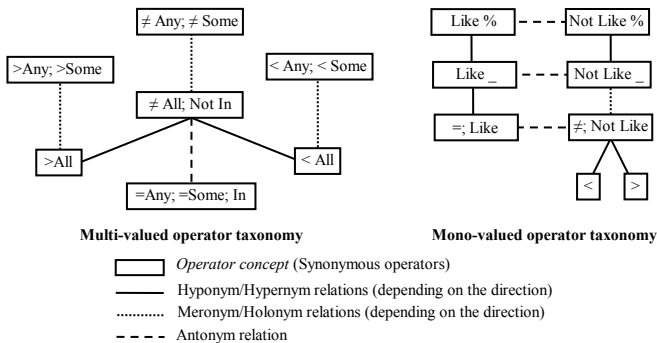 ≠ Any; ≠ Some
Like %
Not Like %
>Any; >Some
< Any; < Some
Like _
Not Like _
≠ All; Not In
=; Like
≠; Not Like
>All
< All
=Any; =Some; In
<
>
Multi-valued operator taxonomy
Mono-valued operator taxonomy
Operator concept (Synonymous operators)
Hyponym/Hypernym relations (depending on the direction)
Meronym/Holonym relations (depending on the direction)
Antonym relation